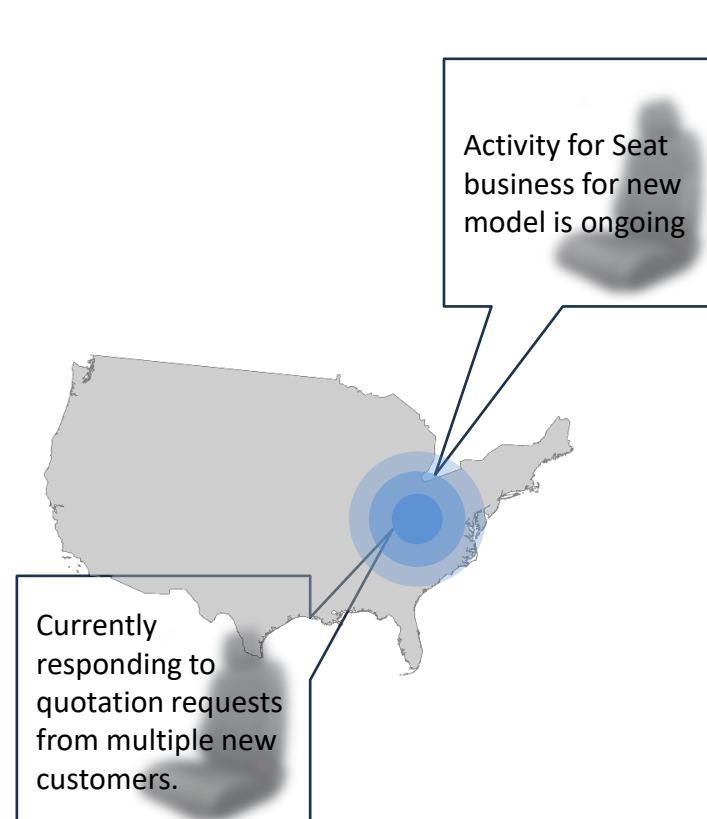 Activity for Seat
business for new
model is ongoing
Currently
responding to
quotation requests
from multiple new
customers.